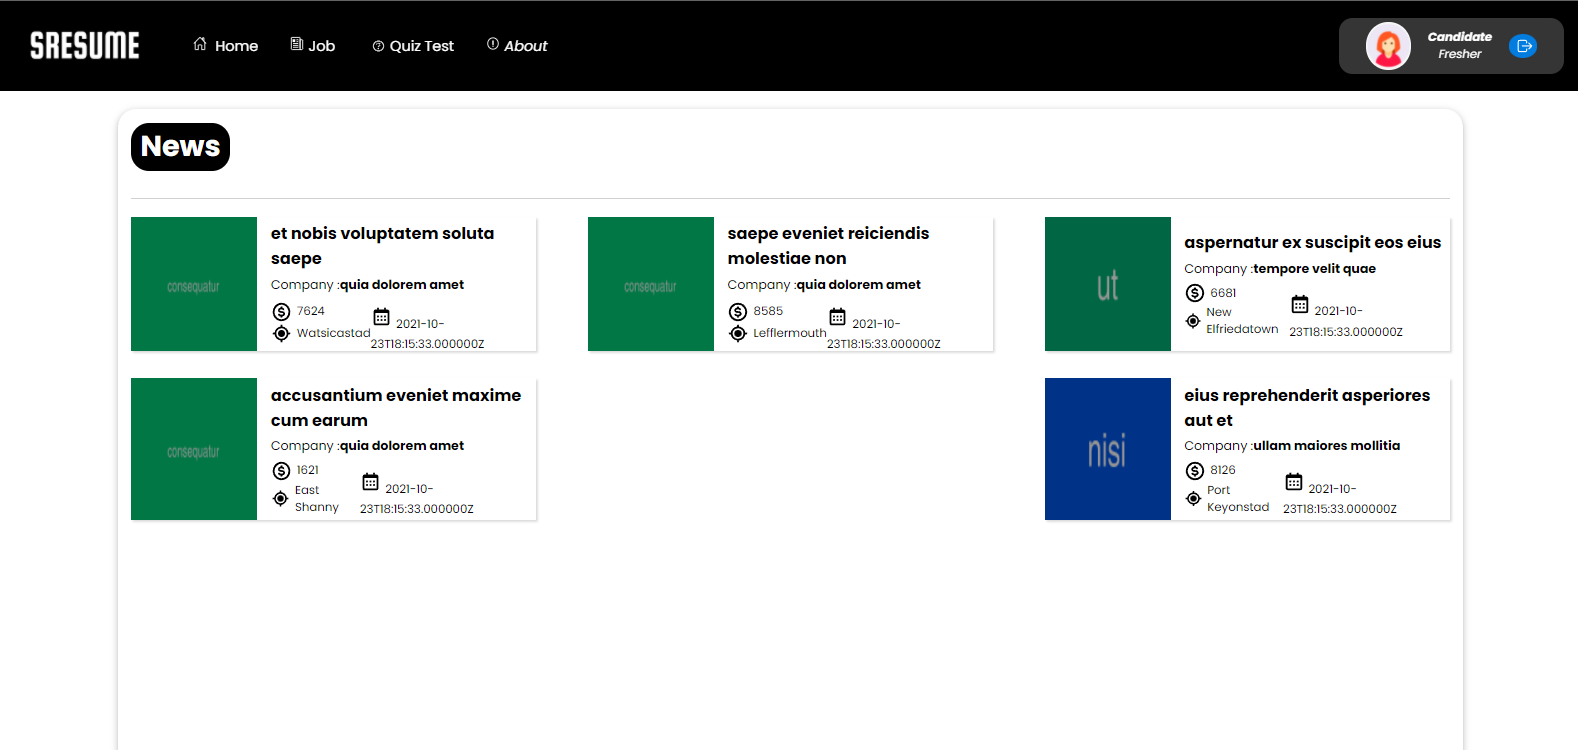 SRESUME
Home
Job
Quiz Test
About
Candidate
Fresher
News
consequatur
et nobis voluptatem soluta
saepe
Company :quia dolorem amet
7624
Watsicastad
2021-10-
23T18:15:33.000000Z
consequatur
saepe eveniet reiciendis
molestiae non
Company :quia dolorem amet
8585
Lefflermouth
2021-10-
23T18:15:33.000000Z
ut
aspernatur ex suscipit eos eius
Company :tempore velit quae
6681
New
Elfriedatown
2021-10-
23T18:15:33.000000Z
consequatur
accusantium eveniet maxime
cum earum
Company :quia dolorem amet
1621
East
Shanny
2021-10-
23T18:15:33.000000Z
nisi
eius reprehenderit asperiores
aut et
Company :ullam maiores mollitia
8126
Port
Keyonstad
2021-10-
23T18:15:33.000000Z